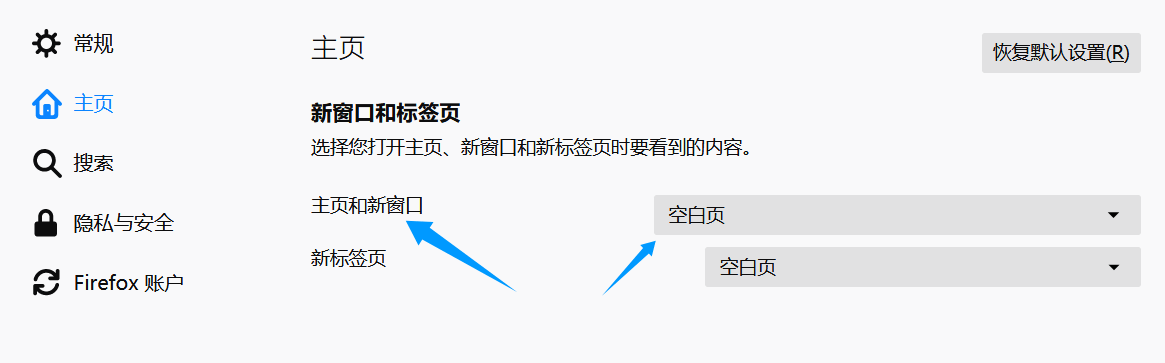 常规
主页
搜索
隐私与安全
Firefox 账户
主页
恢复默认设置(R)
新窗口和标签页
选择您打开主页、新窗口和新标签页时要看到的内容。
主页和新窗口
空白页
新标签页
空白页